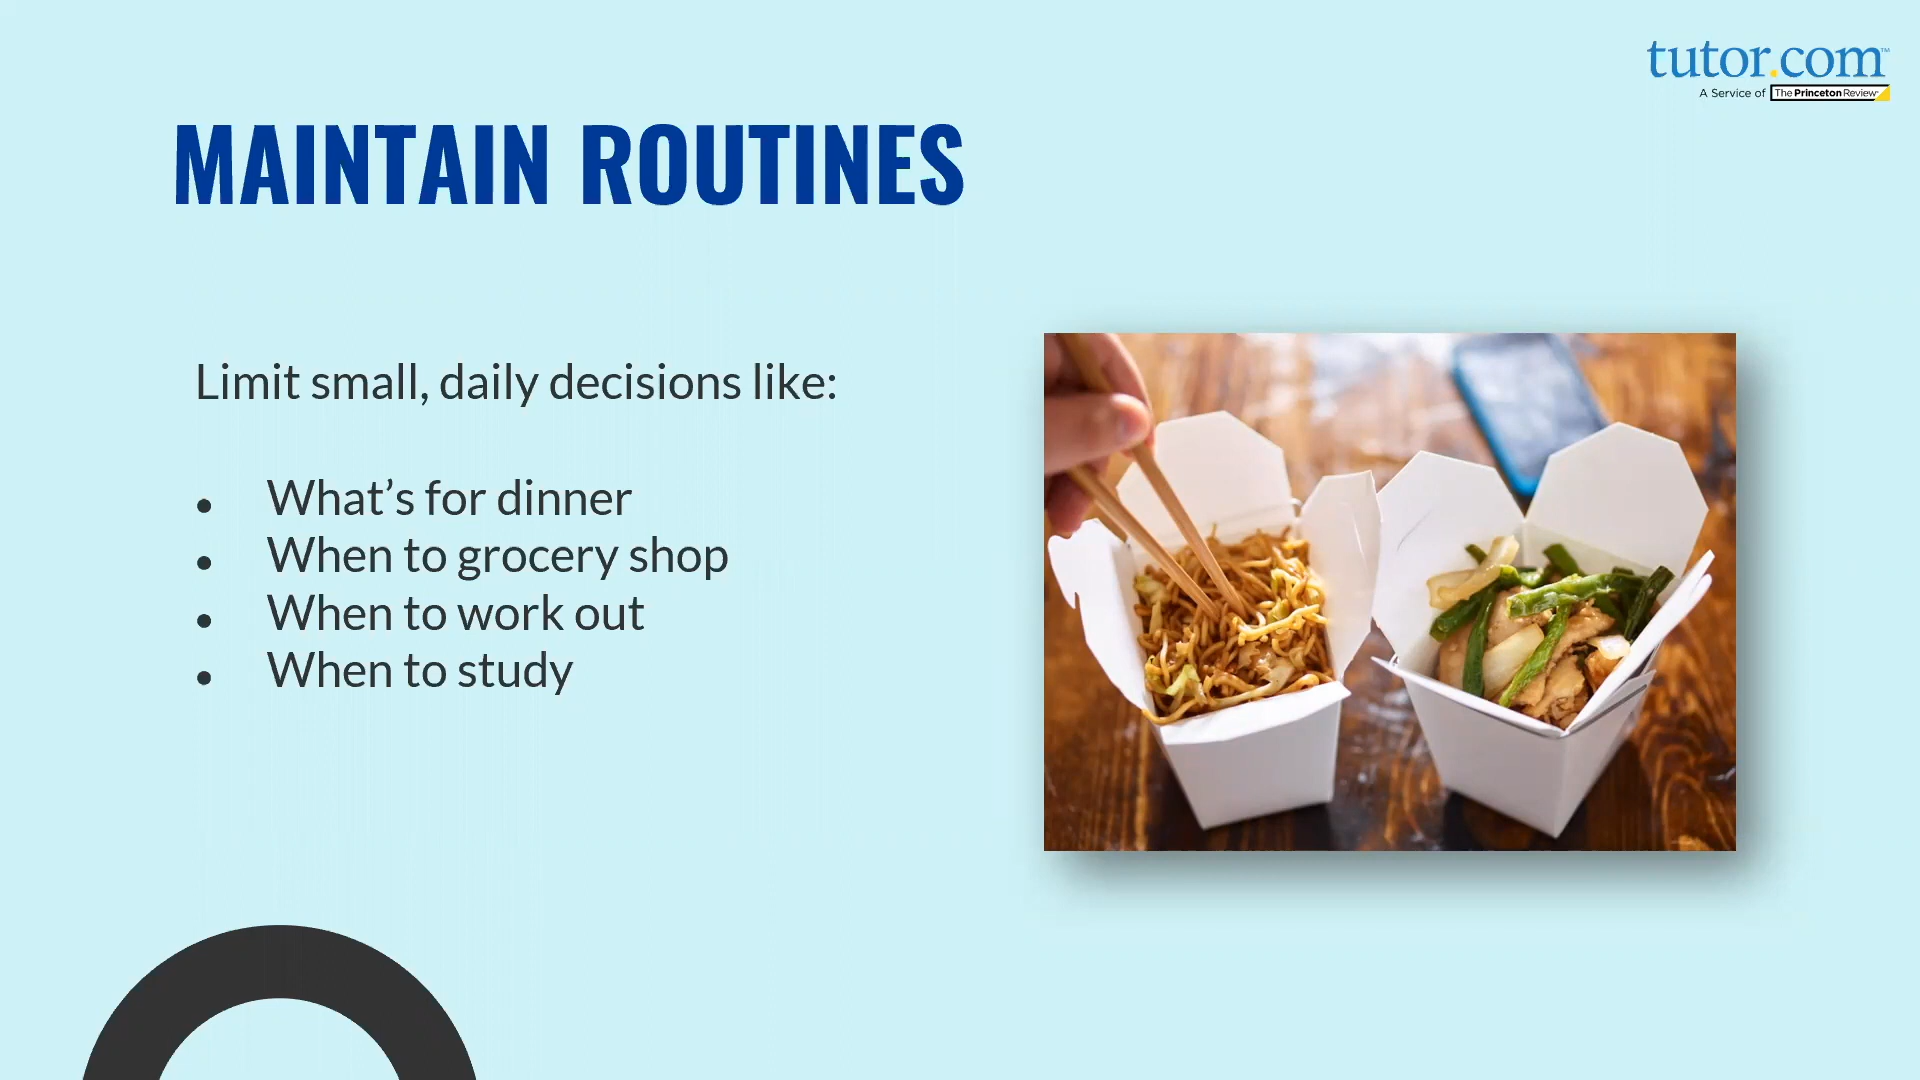 tutor.com™
A Service of The Princeton Review
MAINTAIN ROUTINES
Limit small, daily decisions like:
• What’s for dinner
• When to grocery shop
• When to work out
• When to study